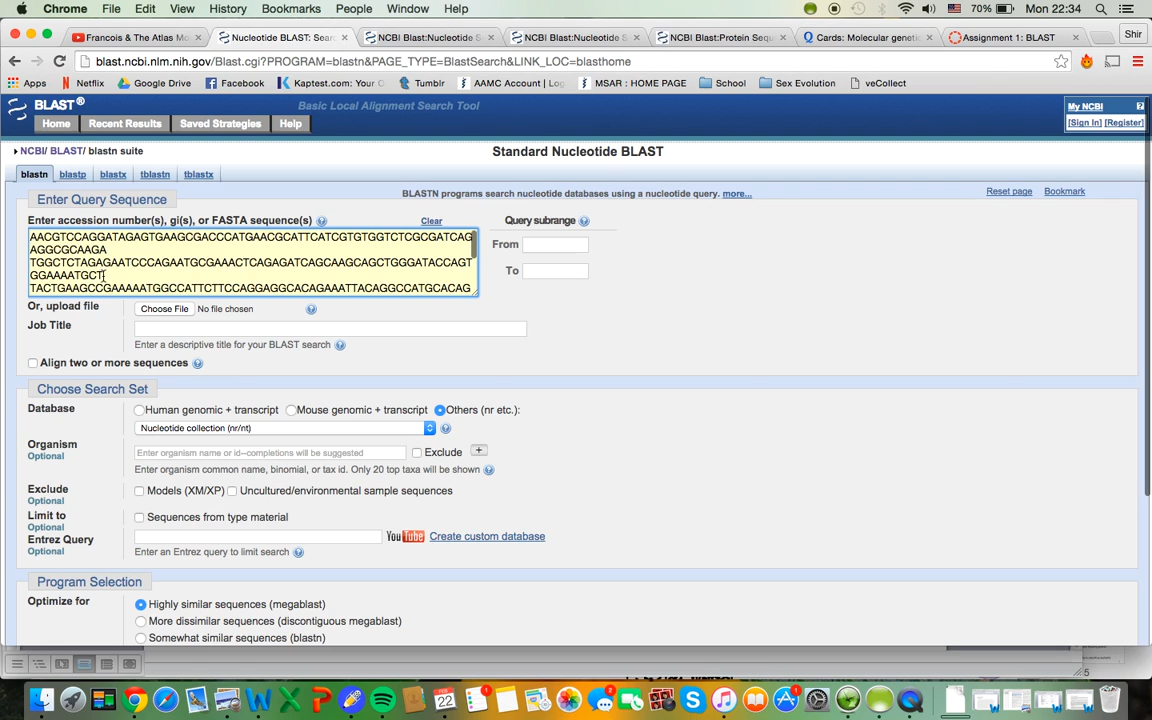 Chrome File Edit View History Bookmarks People Window Help 70% Mon 22:34
Francois & The Atlas Mo Nucleotide BLAST: Sear NCBI Blast:Nucleotide S NCBI Blast:Nucleotide S NCBI Blast:Protein Sequ Cards: Molecular genetic Assignment 1: BLAST Shir
blast.ncbi.nlm.nih.gov/Blast.cgi?PROGRAM=blastn&PAGE_TYPE=BlastSearch&LINK_LOC=blasthome
Apps Netflix Google Drive Facebook Kaptest.com: For yo Tumblr AAMC Account | Log MSAR : HOME PAGE School Sex Evolution veCollect
BLAST® Basic Local Alignment Search Tool My NCBI ?
Home Recent Results Saved Strategies Help [Sign In] [Register]
NCBI/ BLAST/ blastn suite Standard Nucleotide BLAST
blastn blastp blastx tblastn tblastx
Enter Query Sequence BLASTN programs search nucleotide databases using a nucleotide query. more... Reset page Bookmark
Enter accession number(s), gi(s), or FASTA sequence(s) Clear Query subrange
AACGTCCAGGATAGAGTGAAGCGACCCATGAACGCATTCATCGTGTGGTCTCGCGATCAG
AGGCGCAAGA
TGGCTCTAGAGAATCCCAGAATGCGAAACTCAGAGATCAGCAAGCAGCTGGGATACCAGT
GGAAAATGCT
TACTGAAGCCGAAAAATGGCCATTCTTCCAGGAGGCACAGAAATTACAGGCCATGCACAG
From
To
Or, upload file Choose File No file chosen
Job Title
Enter a descriptive title for your BLAST search
Align two or more sequences
Choose Search Set
Database Human genomic + transcript Mouse genomic + transcript Others (nr etc.):
Nucleotide collection (nr/nt)
Organism
Optional
Enter organism name or id--completions will be suggested Exclude +
Enter organism common name, binomial, or tax id. Only 20 top taxa will be shown
Exclude
Optional
Models (XM/XP) Uncultured/environmental sample sequences
Limit to
Optional
Sequences from type material
Entrez Query
Optional
YouTube Create custom database
Enter an Entrez query to limit search
Program Selection
Optimize for Highly similar sequences (megablast)
More dissimilar sequences (discontiguous megablast)
Somewhat similar sequences (blastn)